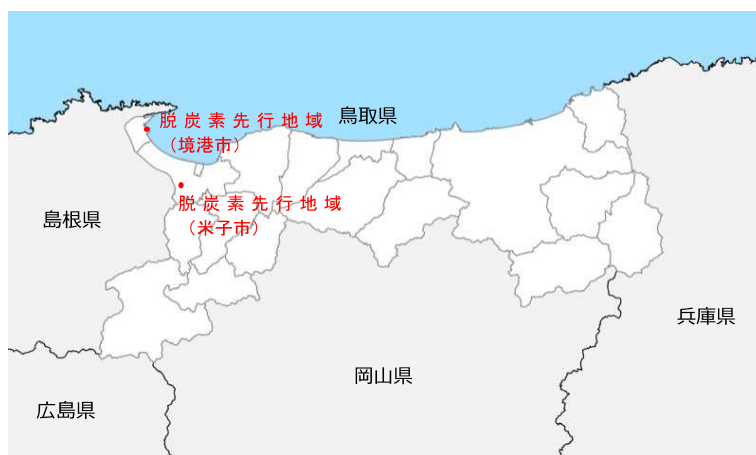 鳥取県
脱炭素先行地域
（境港市）
脱炭素先行地域
（米子市）
島根県
兵庫県
岡山県
広島県